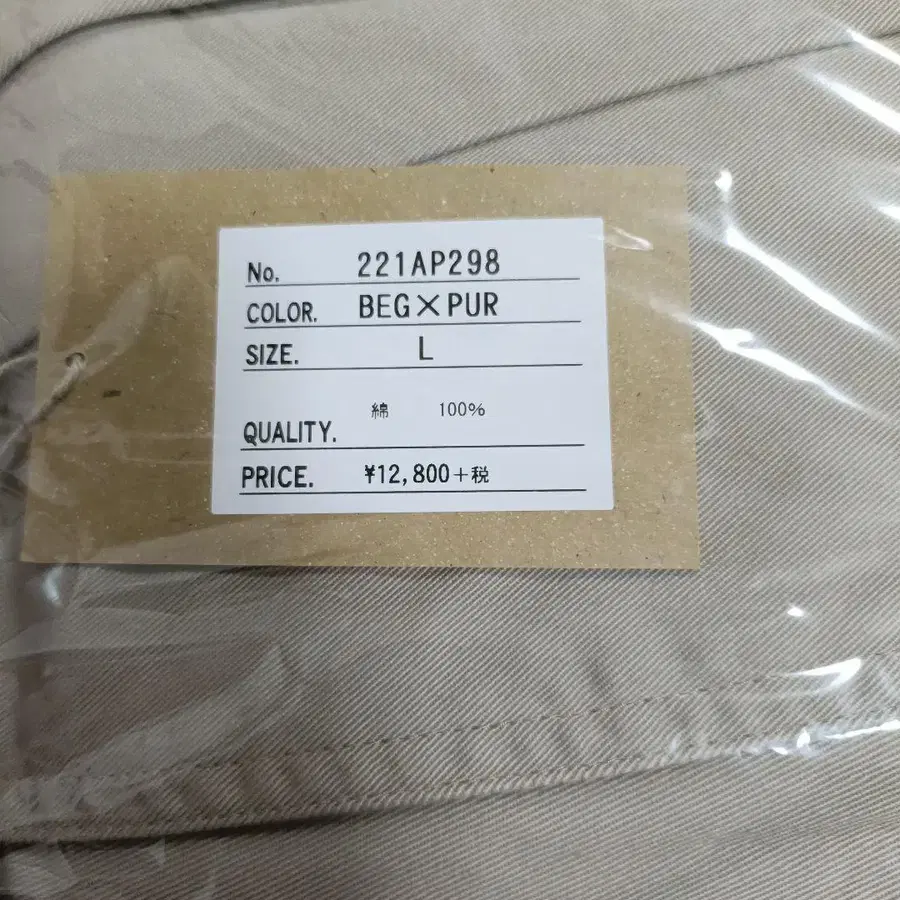 No. 221AP298
COLOR. BEG×PUR
SIZE. L
綿 100%
QUALITY.
PRICE. ¥12,800+税